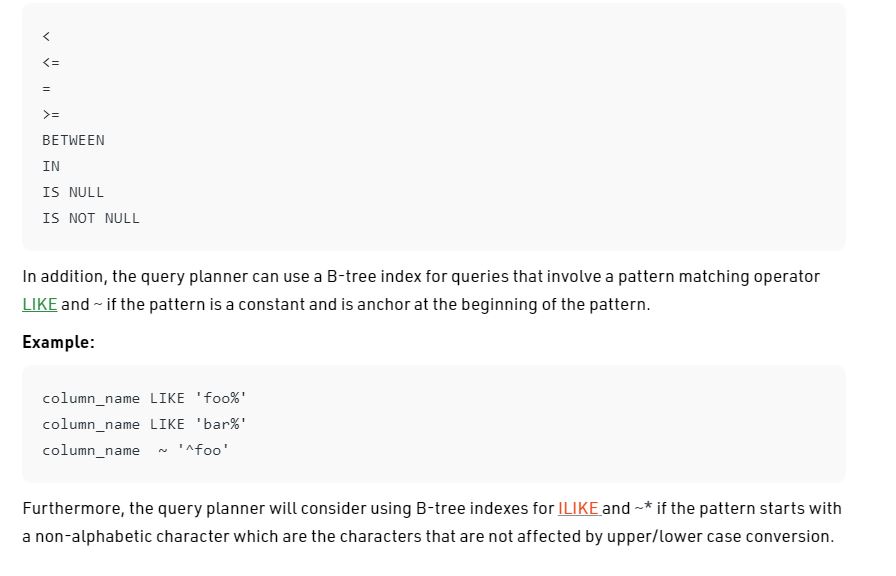 <
<=
=
>=
BETWEEN
IN
IS NULL
IS NOT NULL
In addition, the query planner can use a B-tree index for queries that involve a pattern matching operator
LIKE and ~ if the pattern is a constant and is anchor at the beginning of the pattern.
Example:
column_name LIKE 'foo%'
column_name LIKE 'bar%'
column_name  ~ '^foo'
Furthermore, the query planner will consider using B-tree indexes for ILIKE and ~* if the pattern starts with
a non-alphabetic character which are the characters that are not affected by upper/lower case conversion.